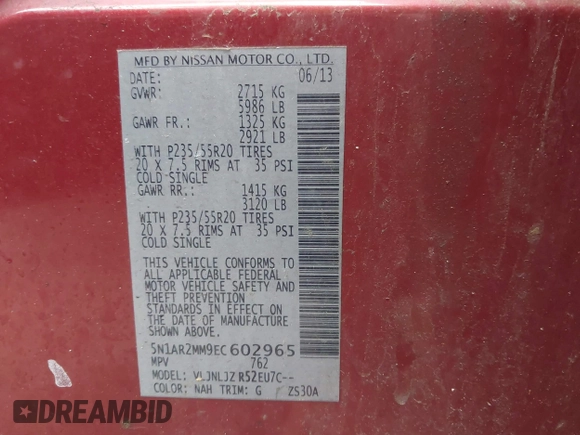 MFD BY NISSAN MOTOR CO., LTD.
DATE: 06/13
GVWR: 2715 KG
5986 LB
GAWR FR.: 1325 KG
2921 LB
WITH P235/55R20 TIRES
20 X 7.5 RIMS AT 35 PSI
COLD SINGLE
GAWR RR.: 1415 KG
3120 LB
WITH P235/55R20 TIRES
20 X 7.5 RIMS AT 35 PSI
COLD SINGLE
THIS VEHICLE CONFORMS TO
ALL APPLICABLE FEDERAL
MOTOR VEHICLE SAFETY AND
THEFT PREVENTION
STANDARDS IN EFFECT ON
THE DATE OF MANUFACTURE
SHOWN ABOVE.
5N1AR2MM9EC602965
MPV 762
MODEL: VLJNLJZ R52EU7C--
COLOR: NAH TRIM: G ZS30A
DREAMBID